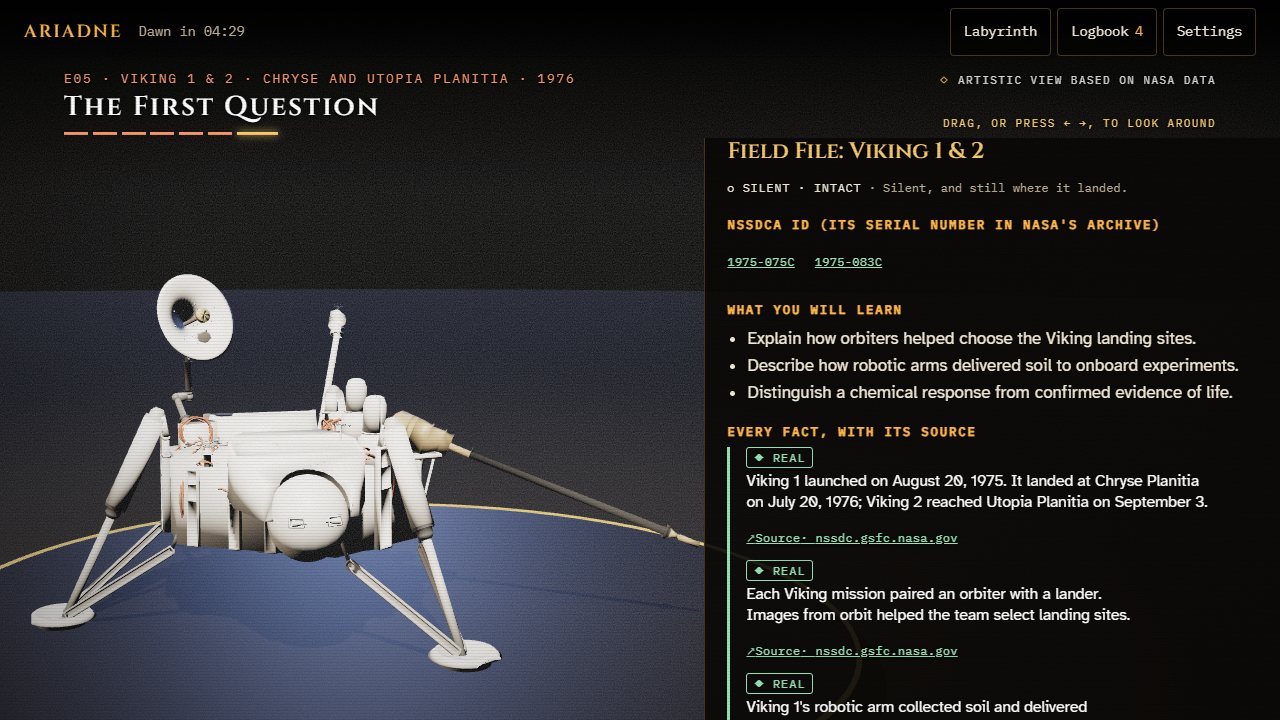 ARIADNE
Dawn in 04:29
Labyrinth
Logbook 4
Settings
E05 · VIKING 1 & 2 · CHRYSE AND UTOPIA PLANITIA · 1976
The First Question
◇ ARTISTIC VIEW BASED ON NASA DATA
DRAG, OR PRESS ← →, TO LOOK AROUND
Field File: Viking 1 & 2
o SILENT · INTACT · Silent, and still where it landed.
NSSDCA ID (ITS SERIAL NUMBER IN NASA'S ARCHIVE)
1975-075C 1975-083C
WHAT YOU WILL LEARN
• Explain how orbiters helped choose the Viking landing sites.
• Describe how robotic arms delivered soil to onboard experiments.
• Distinguish a chemical response from confirmed evidence of life.
EVERY FACT, WITH ITS SOURCE
◆ REAL
Viking 1 launched on August 20, 1975. It landed at Chryse Planitia
on July 20, 1976; Viking 2 reached Utopia Planitia on September 3.
↗Source· nssdc.gsfc.nasa.gov
◆ REAL
Each Viking mission paired an orbiter with a lander.
Images from orbit helped the team select landing sites.
↗Source· nssdc.gsfc.nasa.gov
◆ REAL
Viking 1's robotic arm collected soil and delivered